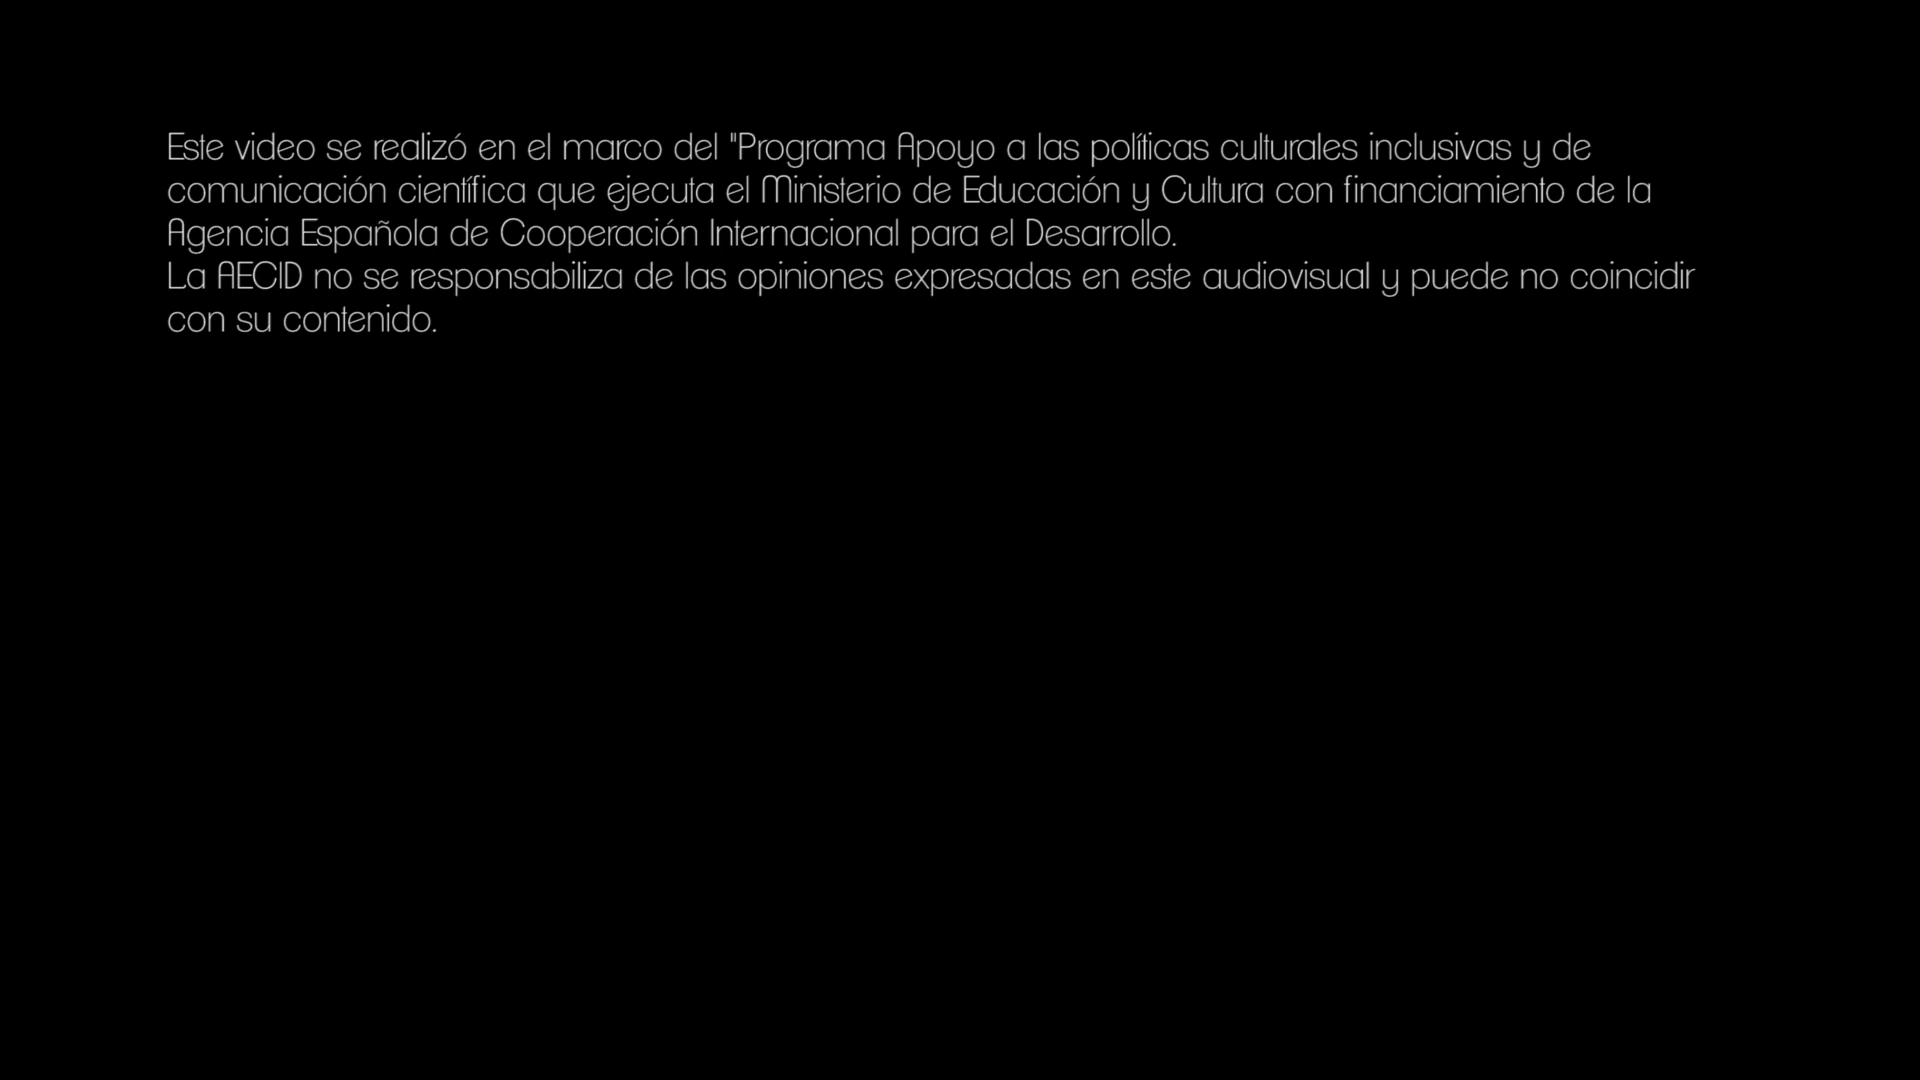 Este video se realizó en el marco del "Programa Apoyo a las políticas culturales inclusivas y de
comunicación científica que ejecuta el Ministerio de Educación y Cultura con financiamiento de la
Agencia Española de Cooperación Internacional para el Desarrollo.
La AECID no se responsabiliza de las opiniones expresadas en este audiovisual y puede no coincidir
con su contenido.